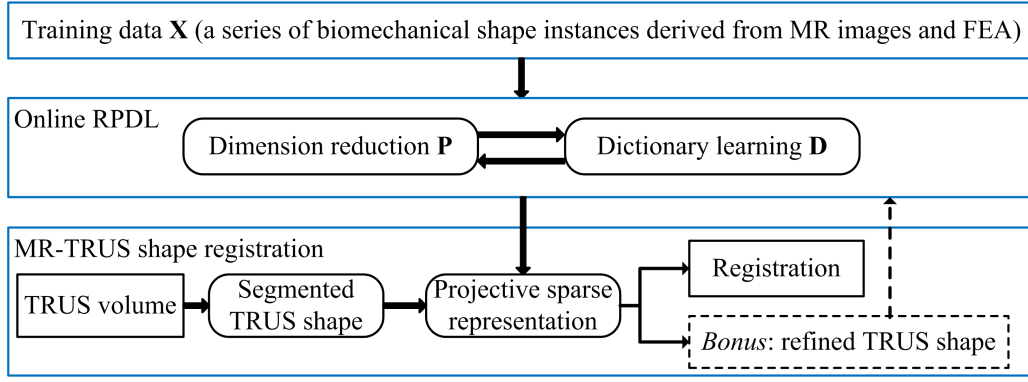 Training data X (a series of biomechanical shape instances derived from MR images and FEA)
Online RPDL
Dimension reduction P
Dictionary learning D
MR-TRUS shape registration
TRUS volume
Segmented
TRUS shape
Projective sparse
representation
Registration
Bonus: refined TRUS shape